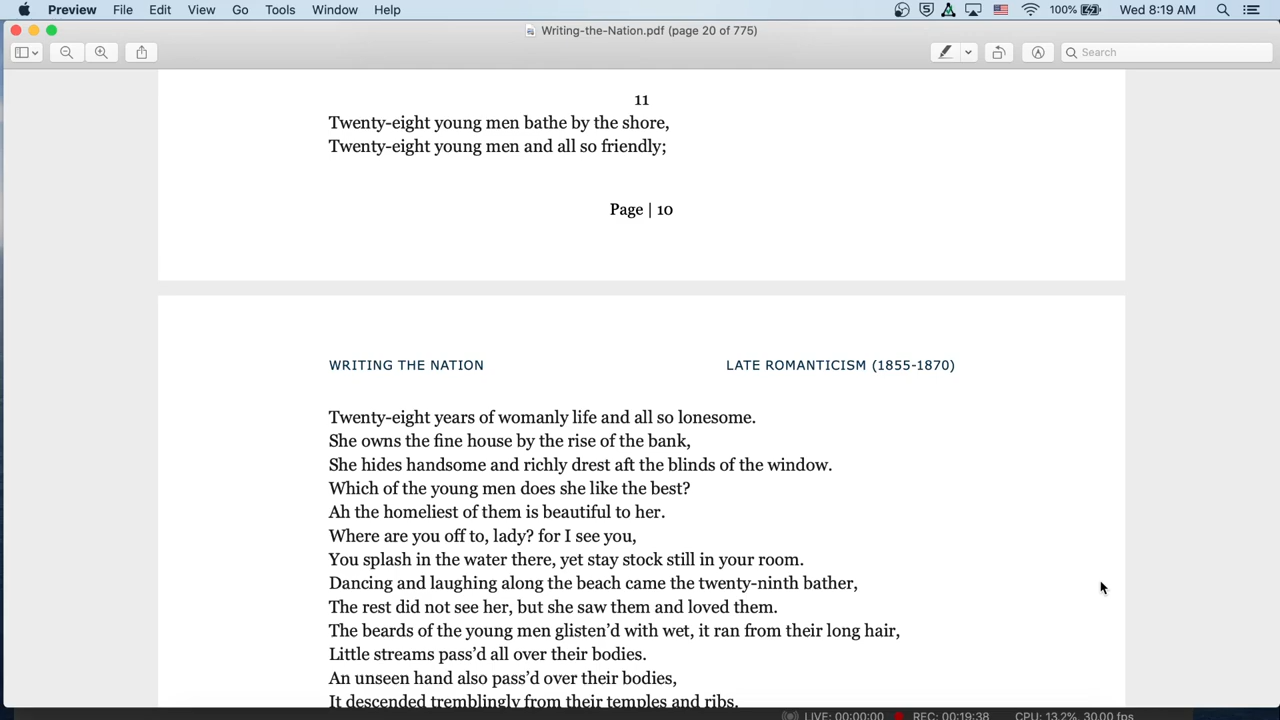 Preview File Edit View Go Tools Window Help 5 100% Wed 8:19 AM
Writing-the-Nation.pdf (page 20 of 775)
Search
11
Twenty-eight young men bathe by the shore,
Twenty-eight young men and all so friendly;
Page | 10
WRITING THE NATION LATE ROMANTICISM (1855-1870)
Twenty-eight years of womanly life and all so lonesome.
She owns the fine house by the rise of the bank,
She hides handsome and richly drest aft the blinds of the window.
Which of the young men does she like the best?
Ah the homeliest of them is beautiful to her.
Where are you off to, lady? for I see you,
You splash in the water there, yet stay stock still in your room.
Dancing and laughing along the beach came the twenty-ninth bather,
The rest did not see her, but she saw them and loved them.
The beards of the young men glisten’d with wet, it ran from their long hair,
Little streams pass’d all over their bodies.
An unseen hand also pass’d over their bodies,
It descended tremblingly from their temples and ribs.
LIVE: 00:00:00 REC: 00:19:38 CPU: 13.2%, 30.00 fps